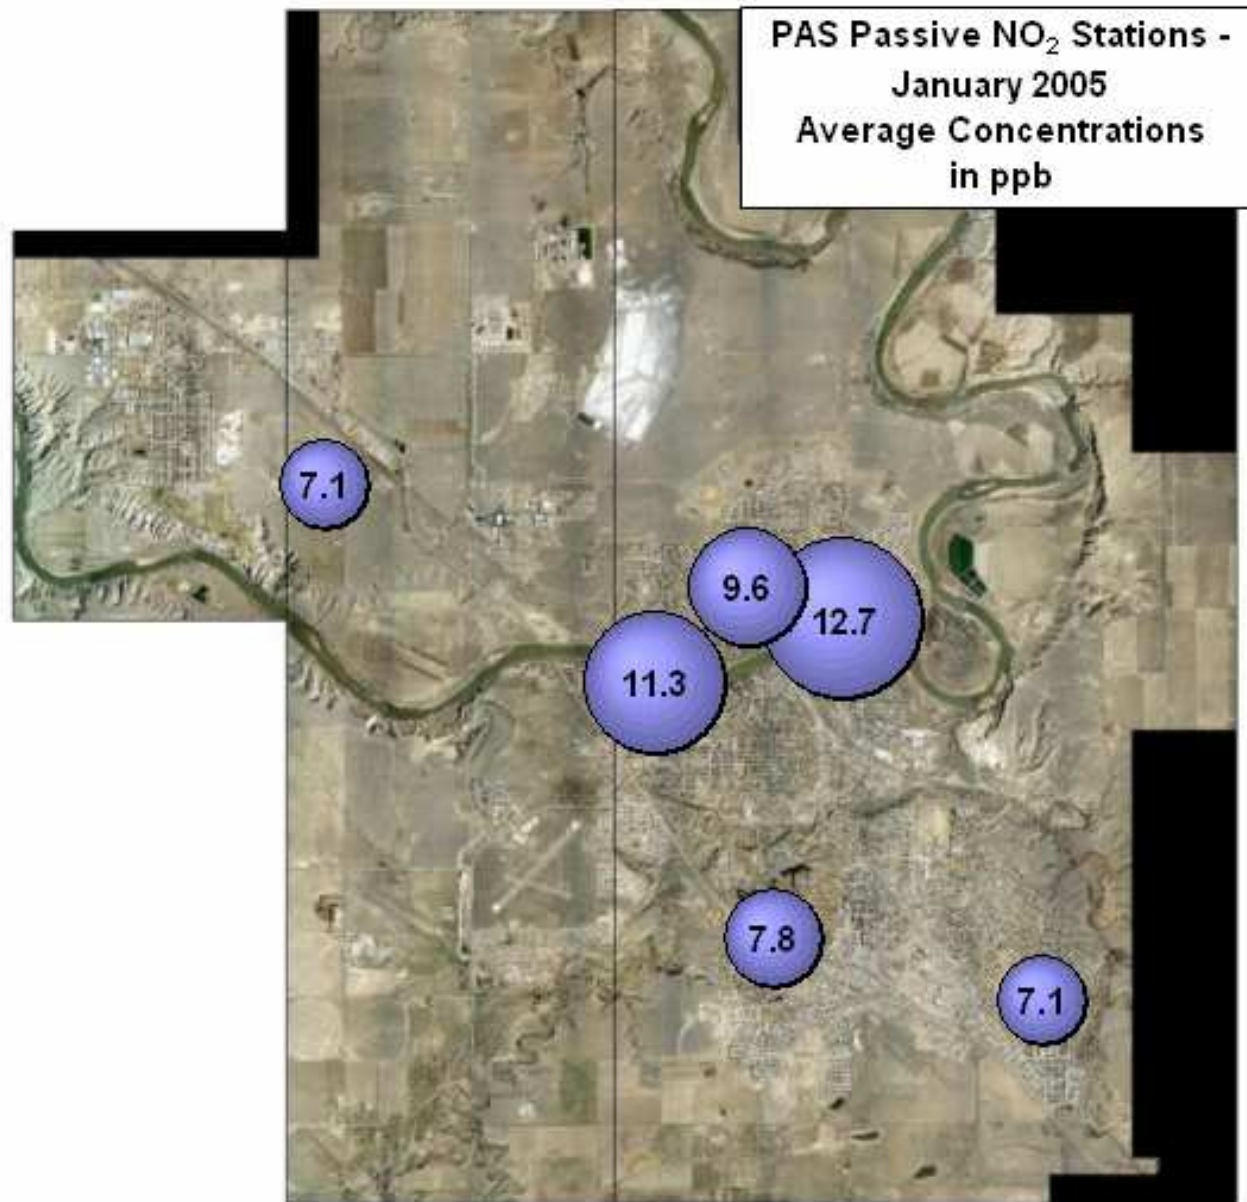 PAS Passive NO₂ Stations -
January 2005
Average Concentrations
in ppb
7.1
9.6
12.7
11.3
7.8
7.1